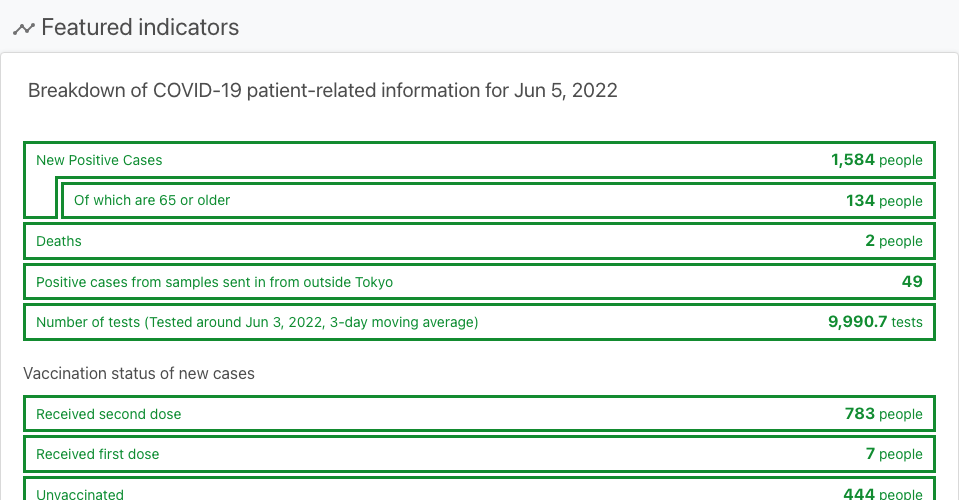 Featured indicators
Breakdown of COVID-19 patient-related information for Jun 5, 2022
New Positive Cases 1,584 people
Of which are 65 or older 134 people
Deaths 2 people
Positive cases from samples sent in from outside Tokyo 49
Number of tests (Tested around Jun 3, 2022, 3-day moving average) 9,990.7 tests
Vaccination status of new cases
Received second dose 783 people
Received first dose 7 people
Unvaccinated 444 people